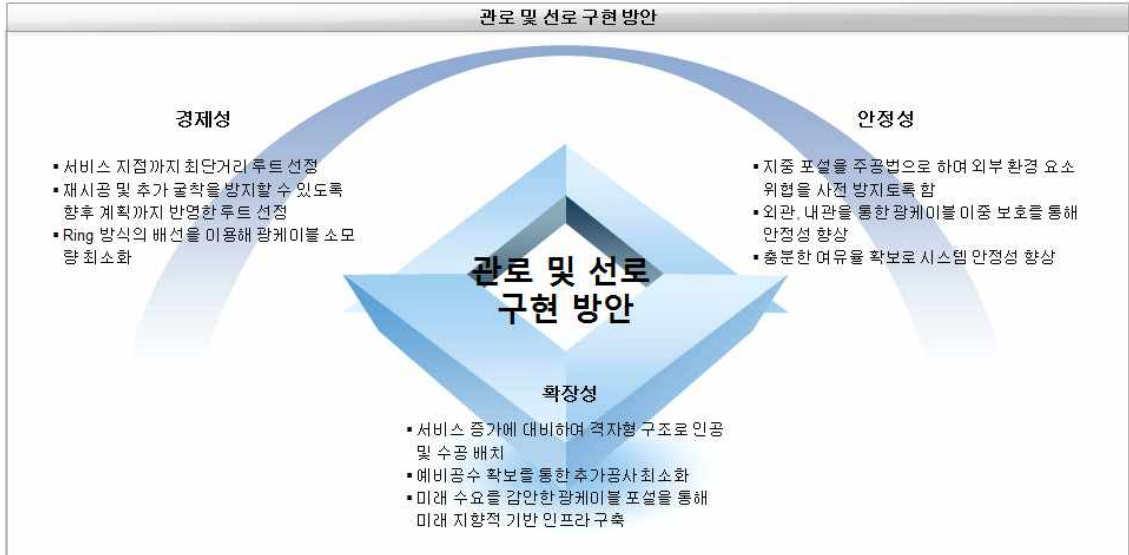 관로 및 선로 구현 방안
경제성
▪ 서비스 지점까지 최단거리 루트 선정
▪ 재시공 및 추가 굴착을 방지할 수 있도록
향후 계획까지 반영한 루트 선정
▪ Ring 방식의 배선을 이용해 광케이블 소모
량 최소화
안정성
▪ 지중 포설을 주공법으로 하며 외부 환경 요소
위협을 사전 방지토록 함
▪ 외관, 내관을 통한 광케이블 이중 보호를 통해
안정성 향상
▪ 충분한 여유율 확보로 시스템 안정성 향상
관로 및 선로
구현 방안
확장성
▪ 서비스 증가에 대비하여 격자형 구조로 인공
및 수공 배치
▪ 예비공수 확보를 통한 추가공사 최소화
▪ 미래 수요를 감안한 광케이블 포설을 통해
미래 지향적 기반 인프라 구축